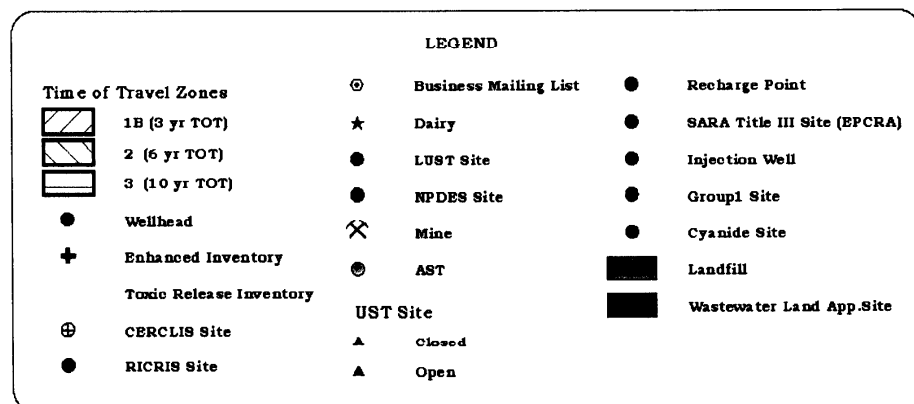 LEGEND
Time of Travel Zones
1B (3 yr TOT)
2 (6 yr TOT)
3 (10 yr TOT)
Wellhead
Enhanced Inventory
Toxic Release Inventory
CERCLIS Site
RICRIS Site
Business Mailing List
Dairy
LUST Site
NPDES Site
Mine
AST
UST Site
Closed
Open
Recharge Point
SARA Title III Site (EPCRA)
Injection Well
Group1 Site
Cyanide Site
Landfill
Wastewater Land App.Site